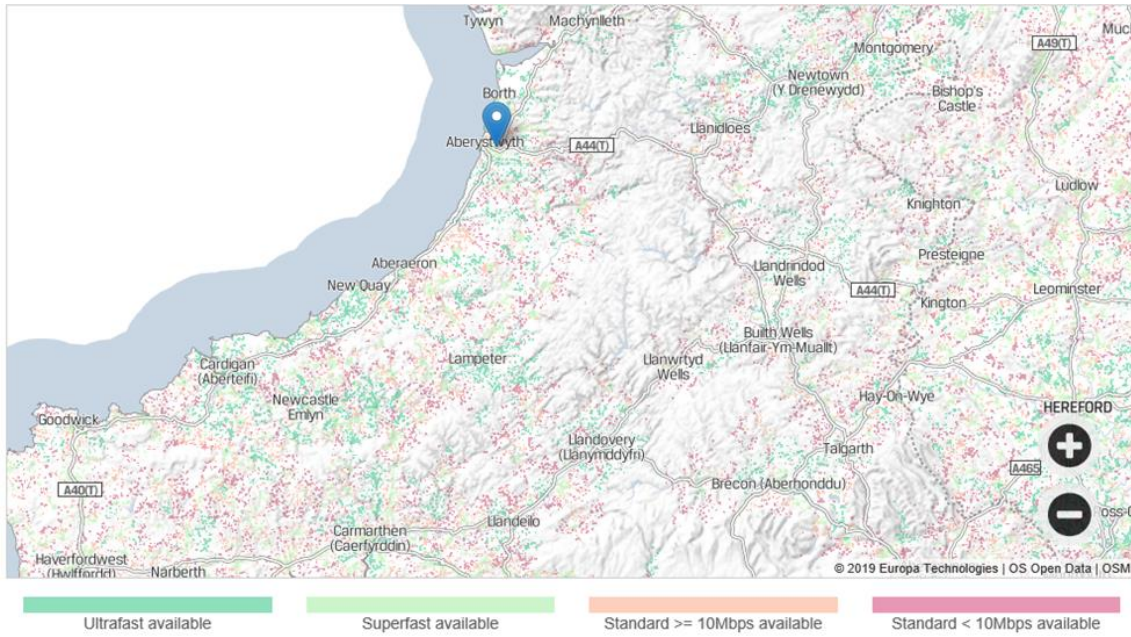 Tywyn
Machynlleth
Montgomery
A49(T)
Newtown
(Y Drenewydd)
Bishop's
Castle
Borth
Llanidloes
Aberystwyth
A44(T)
Ludlow
Knighton
Aberaeron
Llandrindod
Wells
Presteigne
New Quay
A44(T)
Kington
Leominster
Builth Wells
(Llanfair-Ym-Muallt)
Cardigan
(Aberteifi)
Lampeter
Llanwrtyd
Wells
Newcastle
Emlyn
Hay-On-Wye
Goodwick
HEREFORD
Llandovery
(Llanymddyfri)
Talgarth
A465
A40(T)
Brecon (Aberhonddu)
Carmarthen
(Caerfyrddin)
Llandeilo
Haverfordwest
(Hwlffordd)
Narberth
© 2019 Europa Technologies | OS Open Data | OSM
Ultrafast available
Superfast available
Standard >= 10Mbps available
Standard < 10Mbps available